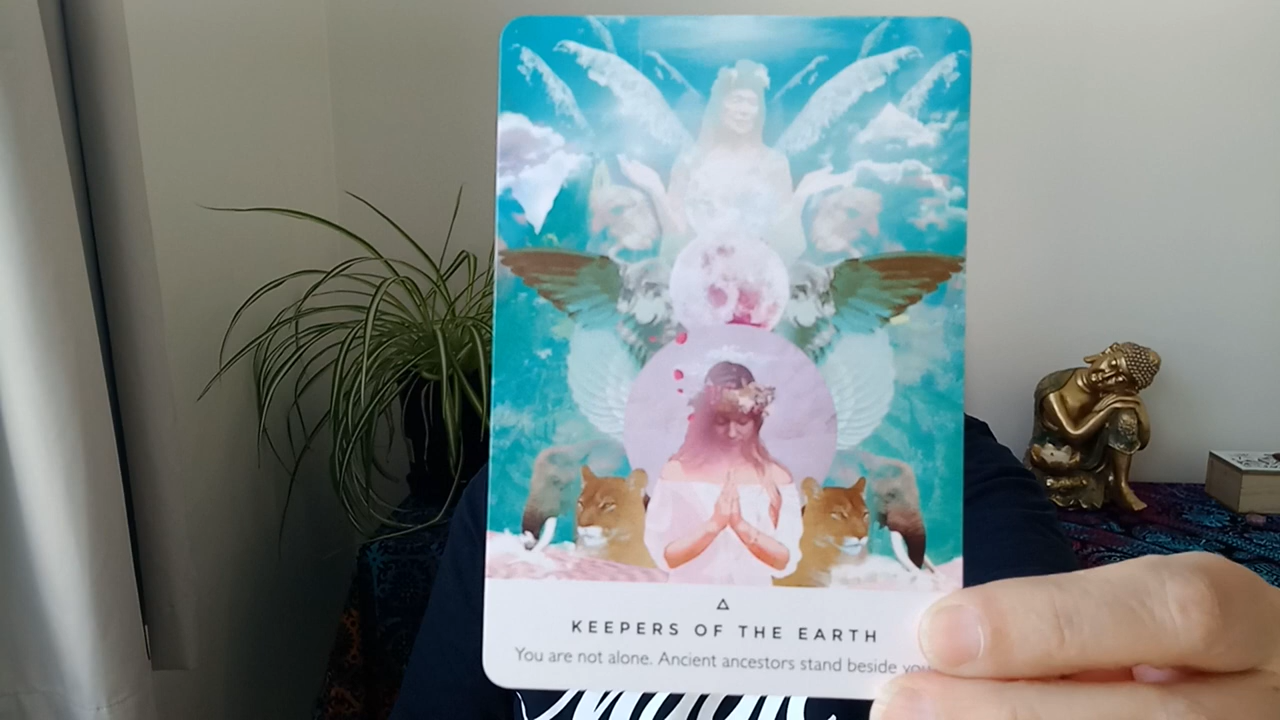 KEEPERS OF THE EARTH
You are not alone. Ancient ancestors stand beside